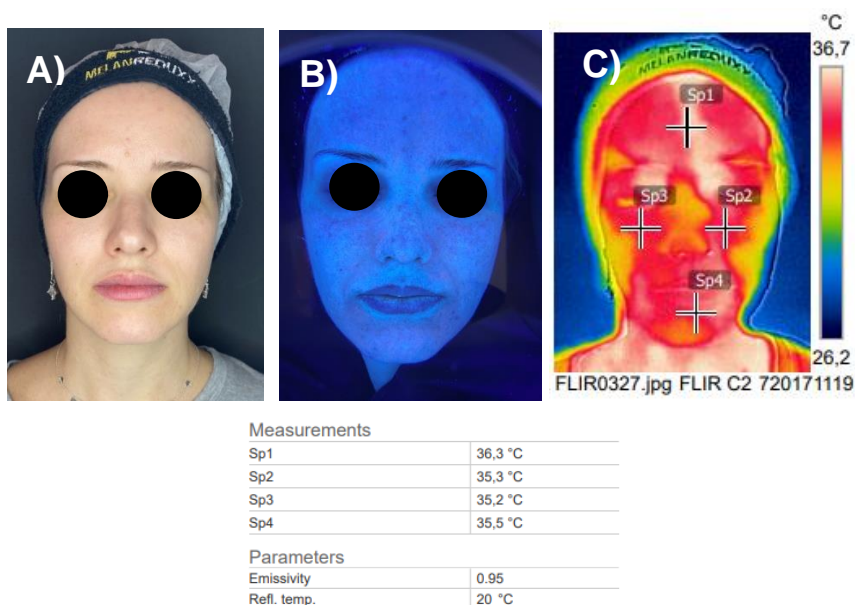 A)
MELANREDUXY
B)
C)
MELANREDUXY
°C
36,7
Sp1
Sp3
Sp2
Sp4
26,2
FLIR0327.jpg FLIR C2 720171119
Measurements
Sp1 36,3 °C
Sp2 35,3 °C
Sp3 35,2 °C
Sp4 35,5 °C
Parameters
Emissivity 0.95
Refl. temp. 20 °C